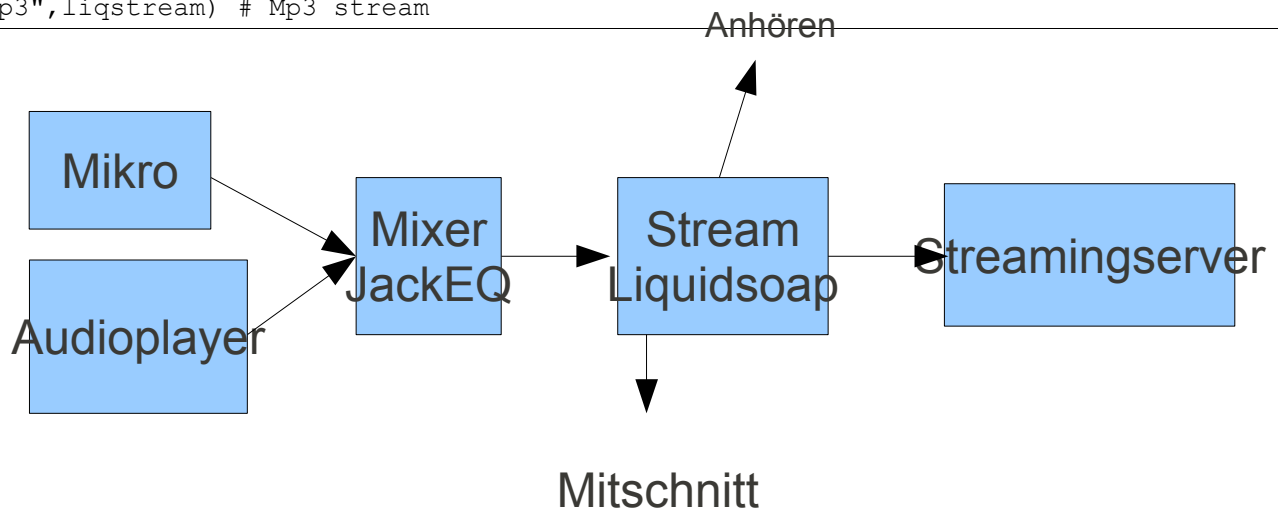 p3",liqstream) # Mp3 stream
Anhören
Mikro
Audioplayer
Mixer
JackEQ
Stream
Liquidsoap
Streamingserver
Mitschnitt